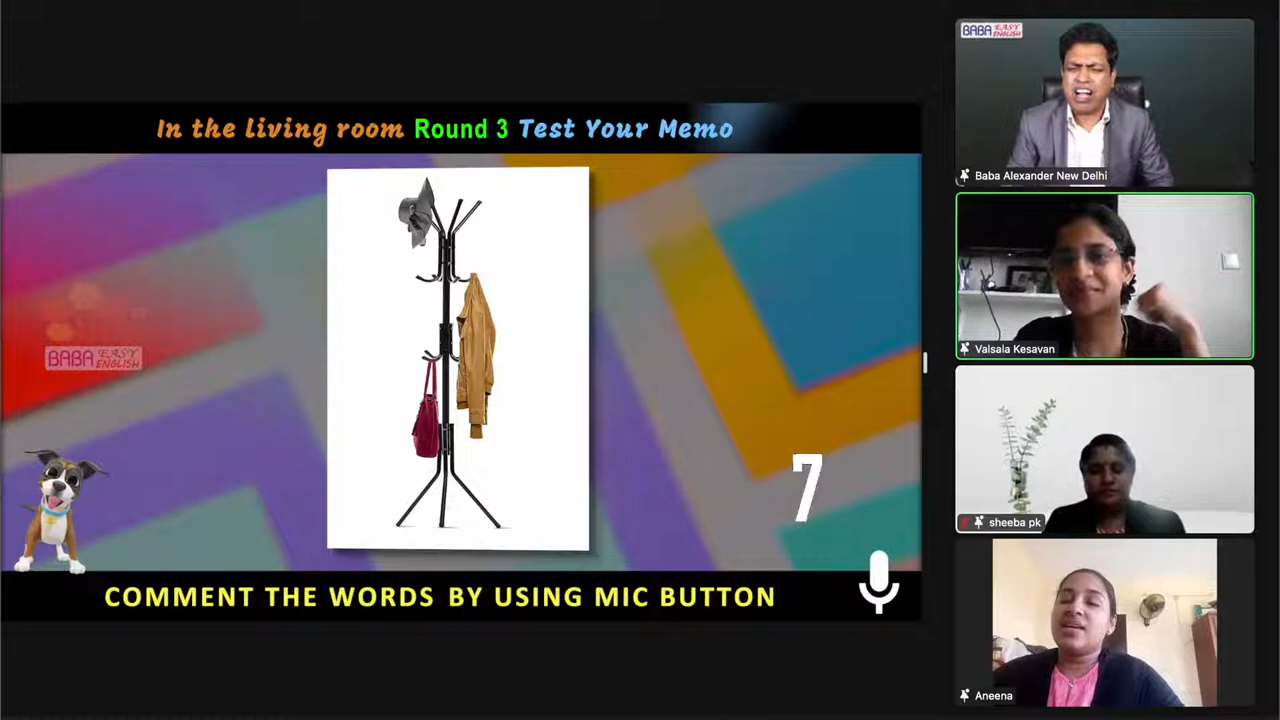 In the living room Round 3 Test Your Memo
BABA EASY ENGLISH
7
COMMENT THE WORDS BY USING MIC BUTTON
BABA EASY ENGLISH
Baba Alexander New Delhi
Valsala Kesavan
sheeba pk
Aneena